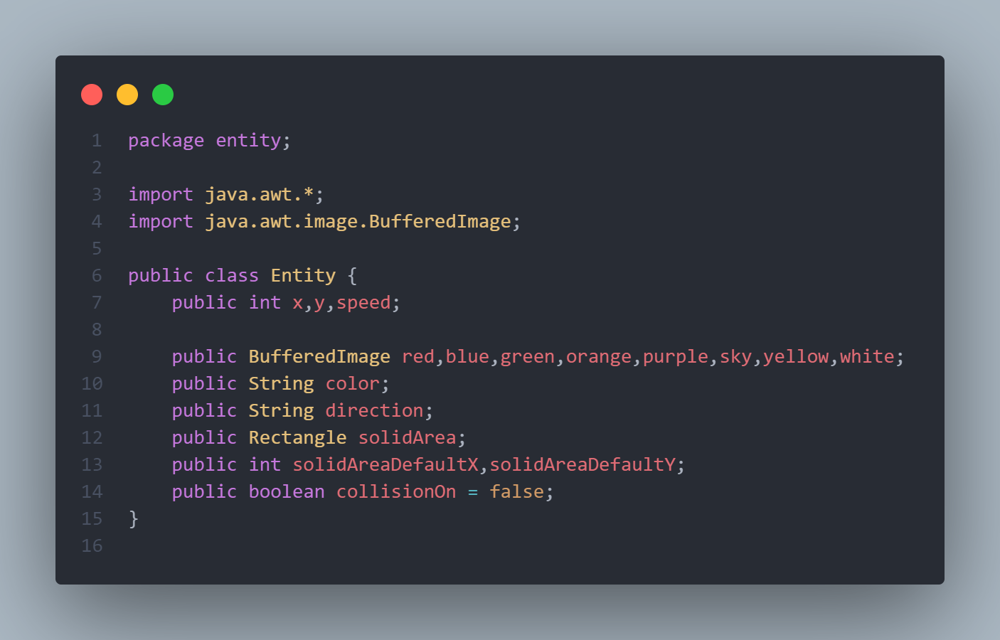 1 package entity;
2
3 import java.awt.*;
4 import java.awt.image.BufferedImage;
5
6 public class Entity {
7     public int x,y,speed;
8
9     public BufferedImage red,blue,green,orange,purple,sky,yellow,white;
10     public String color;
11     public String direction;
12     public Rectangle solidArea;
13     public int solidAreaDefaultX,solidAreaDefaultY;
14     public boolean collisionOn = false;
15 }
16